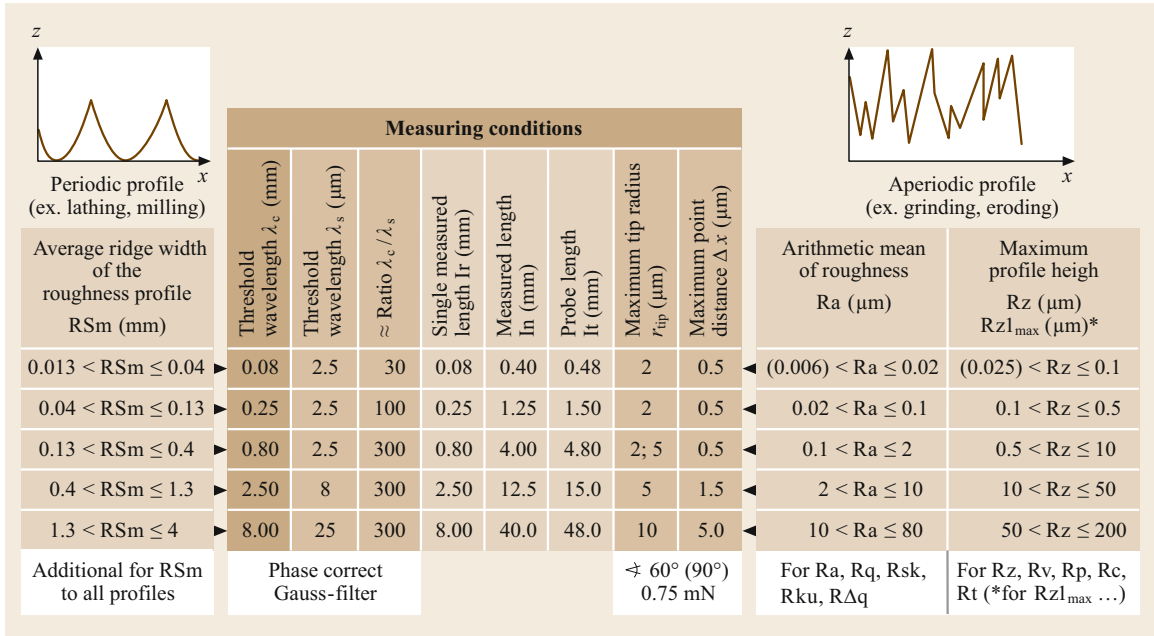 z
x
Periodic profile
(ex. lathing, milling)
z
x
Aperiodic profile
(ex. grinding, eroding)
Measuring conditions
Average ridge width
of the
roughness profile
RSm (mm)
Threshold
wavelength λc (mm)
Threshold
wavelength λs (μm)
≈ Ratio λc/λs
Single measured
length Ir (mm)
Measured length
In (mm)
Probe length
It (mm)
Maximum tip radius
rtip (μm)
Maximum point
distance Δ x (μm)
Arithmetic mean
of roughness
Ra (μm)
Maximum
profile heigh
Rz (μm)
Rz1max (μm)*
0.013 < RSm ≤ 0.04 0.08 2.5 30 0.08 0.40 0.48 2 0.5 (0.006) < Ra ≤ 0.02 (0.025) < Rz ≤ 0.1
0.04 < RSm ≤ 0.13 0.25 2.5 100 0.25 1.25 1.50 2 0.5 0.02 < Ra ≤ 0.1 0.1 < Rz ≤ 0.5
0.13 < RSm ≤ 0.4 0.80 2.5 300 0.80 4.00 4.80 2; 5 0.5 0.1 < Ra ≤ 2 0.5 < Rz ≤ 10
0.4 < RSm ≤ 1.3 2.50 8 300 2.50 12.5 15.0 5 1.5 2 < Ra ≤ 10 10 < Rz ≤ 50
1.3 < RSm ≤ 4 8.00 25 300 8.00 40.0 48.0 10 5.0 10 < Ra ≤ 80 50 < Rz ≤ 200
Additional for RSm
to all profiles
Phase correct
Gauss-filter
∢ 60° (90°)
0.75 mN
For Ra, Rq, Rsk,
Rku, RΔq
For Rz, Rv, Rp, Rc,
Rt (*for Rz1max …)